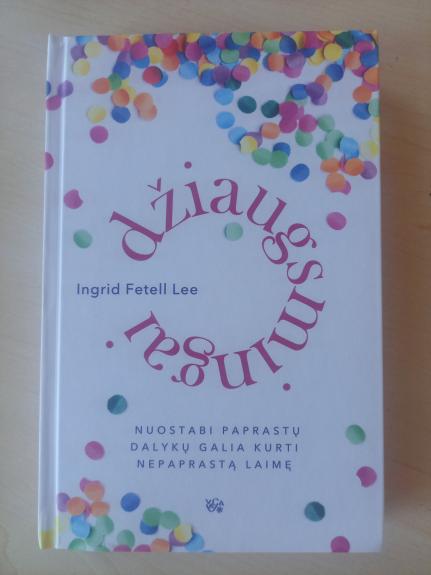 džiaugsmingai
Ingrid Fetell Lee
NUOSTABI PAPRASTŲ
DALYKŲ GALIA KURTI
NEPAPRASTĄ LAIMĘ